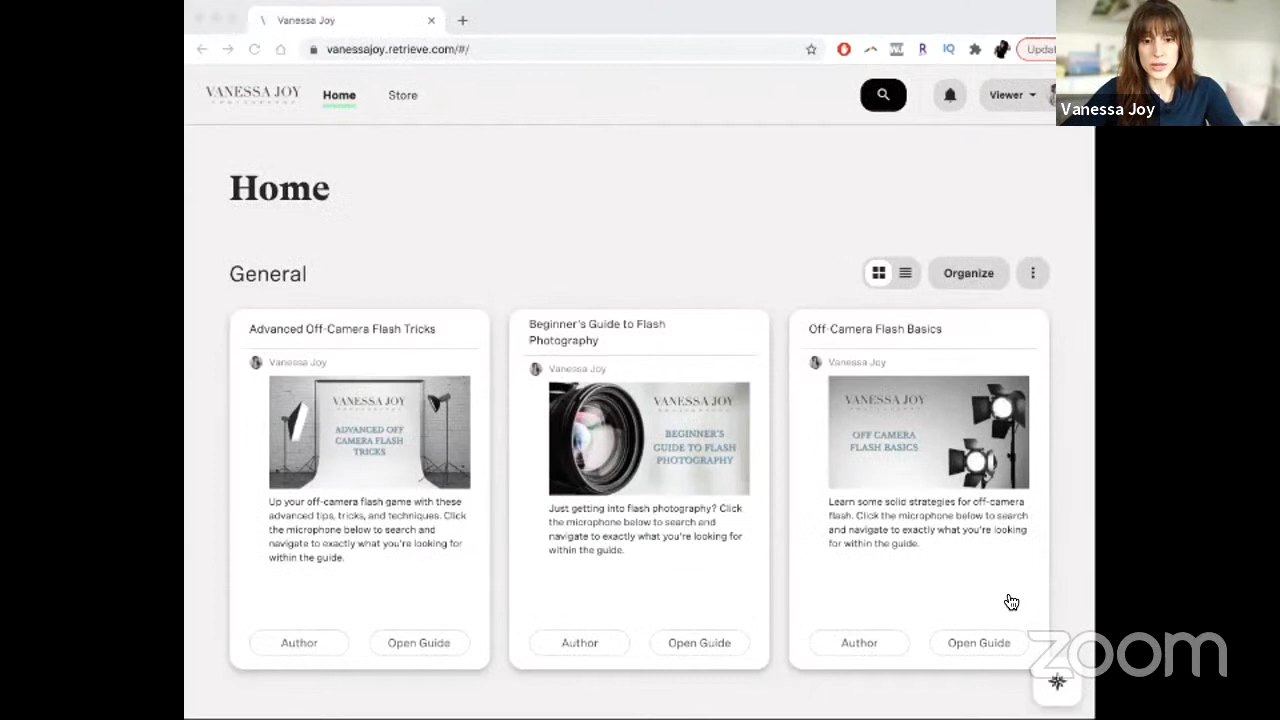 Vanessa Joy
vanessajoy.retrieve.com/#/
R
IQ
Updat
Vanessa Joy
VANESSA JOY
PHOTOGRAPHY
Home
Store
Viewer
Home
General
Organize
Advanced Off-Camera Flash Tricks
Vanessa Joy
VANESSA JOY
ADVANCED OFF
CAMERA FLASH
TRICKS
Up your off-camera flash game with these
advanced tips, tricks, and techniques. Click
the microphone below to search and
navigate to exactly what you're looking for
within the guide.
Author
Open Guide
Beginner's Guide to Flash
Photography
Vanessa Joy
VANESSA JOY
BEGINNER'S
GUIDE TO FLASH
PHOTOGRAPHY
Just getting into flash photography? Click
the microphone below to search and
navigate to exactly what you're looking for
within the guide.
Author
Open Guide
Off-Camera Flash Basics
Vanessa Joy
VANESSA JOY
OFF CAMERA
FLASH BASICS
Learn some solid strategies for off-camera
flash. Click the microphone below to search
and navigate to exactly what you're looking
for within the guide.
Author
Open Guide
zoom